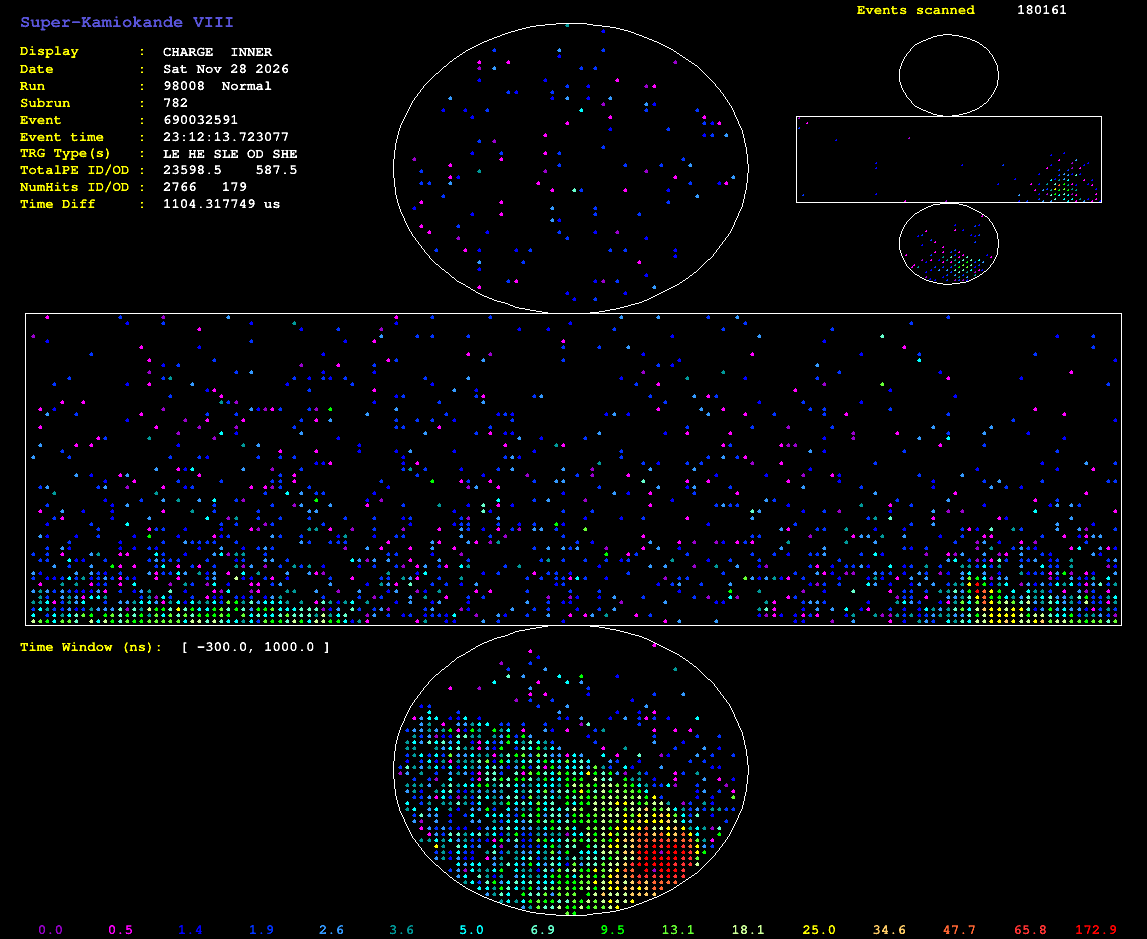 Super-Kamiokande VIII
Events scanned 180161
Display : CHARGE INNER
Date : Sat Nov 28 2026
Run : 98008 Normal
Subrun : 782
Event : 690032591
Event time : 23:12:13.723077
TRG Type(s) : LE HE SLE OD SHE
TotalPE ID/OD : 23598.5 587.5
NumHits ID/OD : 2766 179
Time Diff : 1104.317749 us
Time Window (ns): [ -300.0, 1000.0 ]
0.0 0.5 1.4 1.9 2.6 3.6 5.0 6.9 9.5 13.1 18.1 25.0 34.6 47.7 65.8 172.9